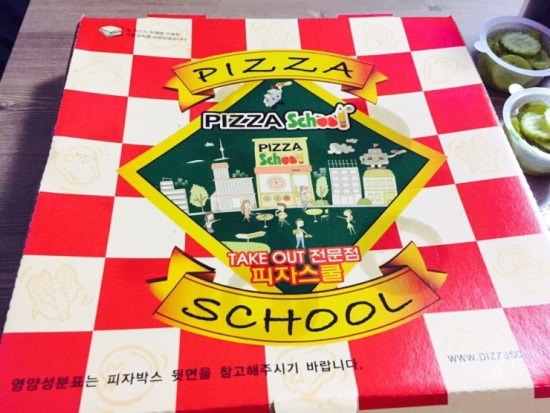 PIZZA
PIZZA School
PIZZA
School
TAKE OUT 전문점
피자스쿨
SCHOOL
www.pizzasc
영양성분표는 피자박스 뒷면을 참고해주시기 바랍니다.